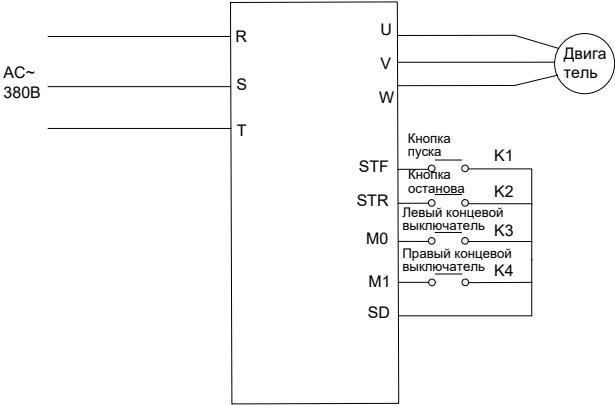 AC~
380В
R
S
T
U
V
W
Двига
тель
STF
STR
M0
M1
SD
Кнопка
пуска
K1
Кнопка
останова
K2
Левый концевой
выключатель
K3
Правый концевой
выключатель
K4